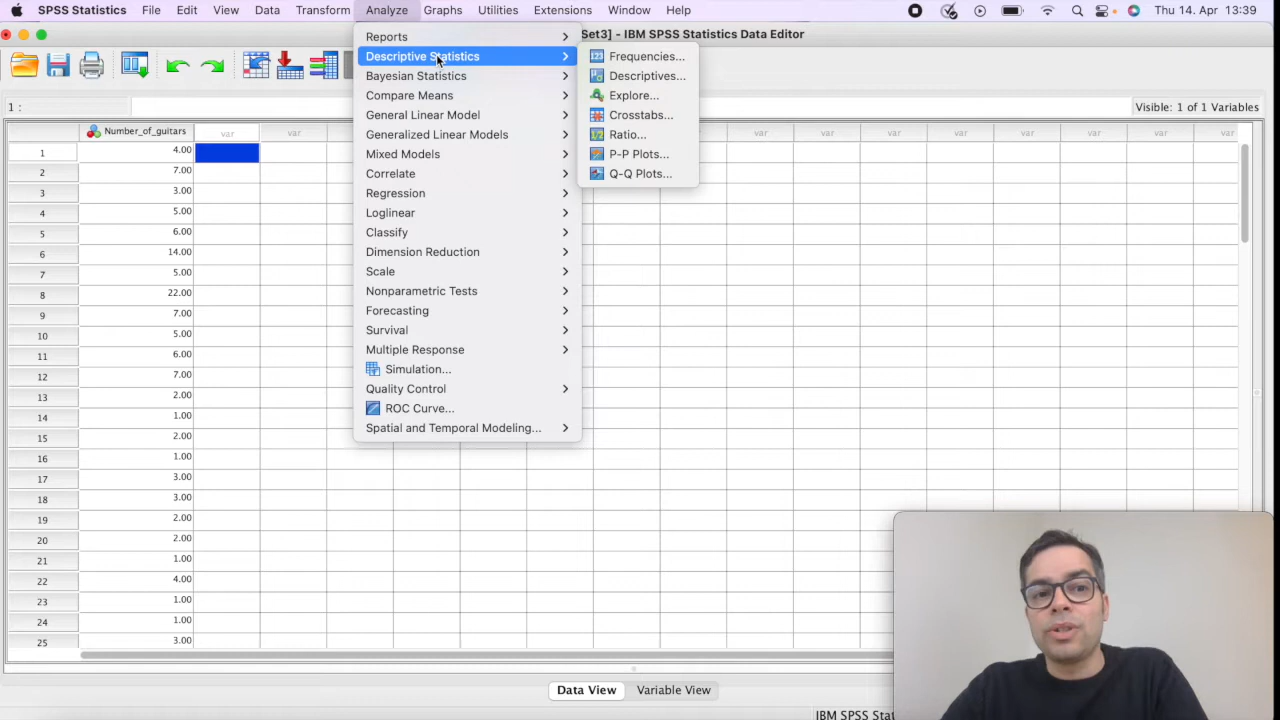 SPSS Statistics File Edit View Data Transform Analyze Graphs Utilities Extensions Window Help Thu 14. Apr 13:39
Set3] - IBM SPSS Statistics Data Editor
Reports
Descriptive Statistics
Bayesian Statistics
Compare Means
General Linear Model
Generalized Linear Models
Mixed Models
Correlate
Regression
Loglinear
Classify
Dimension Reduction
Scale
Nonparametric Tests
Forecasting
Survival
Multiple Response
Simulation...
Quality Control
ROC Curve...
Spatial and Temporal Modeling...
Frequencies...
Descriptives...
Explore...
Crosstabs...
Ratio...
P-P Plots...
Q-Q Plots...
1 :
Visible: 1 of 1 Variables
Number_of_guitars var var var var var var var var var
1 4.00
2 7.00
3 3.00
4 5.00
5 6.00
6 14.00
7 5.00
8 22.00
9 7.00
10 5.00
11 6.00
12 7.00
13 2.00
14 1.00
15 2.00
16 1.00
17 3.00
18 3.00
19 2.00
20 2.00
21 1.00
22 4.00
23 1.00
24 1.00
25 3.00
Data View Variable View
IBM SPSS Stat